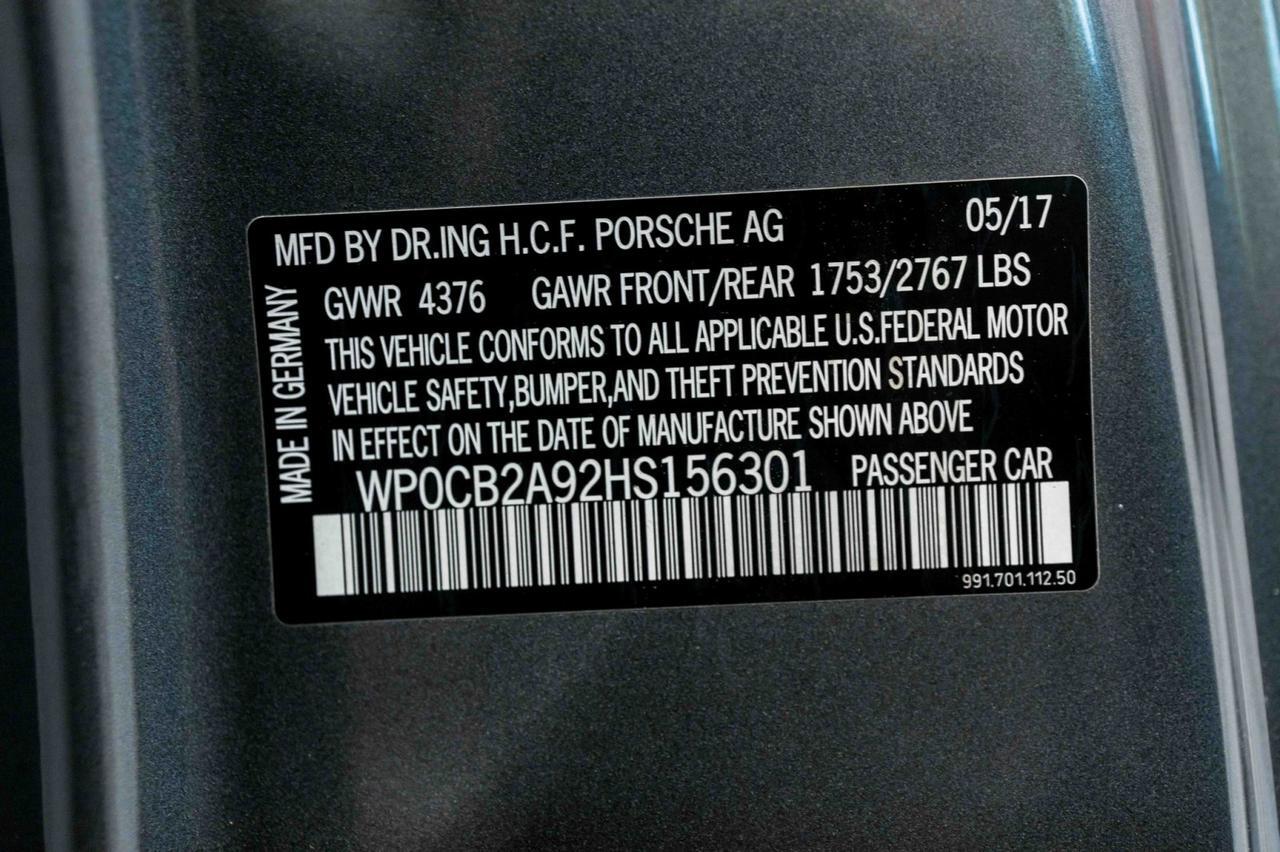 MFD BY DR.ING H.C.F. PORSCHE AG 05/17
GVWR 4376 GAWR FRONT/REAR 1753/2767 LBS
THIS VEHICLE CONFORMS TO ALL APPLICABLE U.S.FEDERAL MOTOR
VEHICLE SAFETY,BUMPER,AND THEFT PREVENTION STANDARDS
IN EFFECT ON THE DATE OF MANUFACTURE SHOWN ABOVE
WP0CB2A92HS156301 PASSENGER CAR
991.701.112.50
MADE IN GERMANY